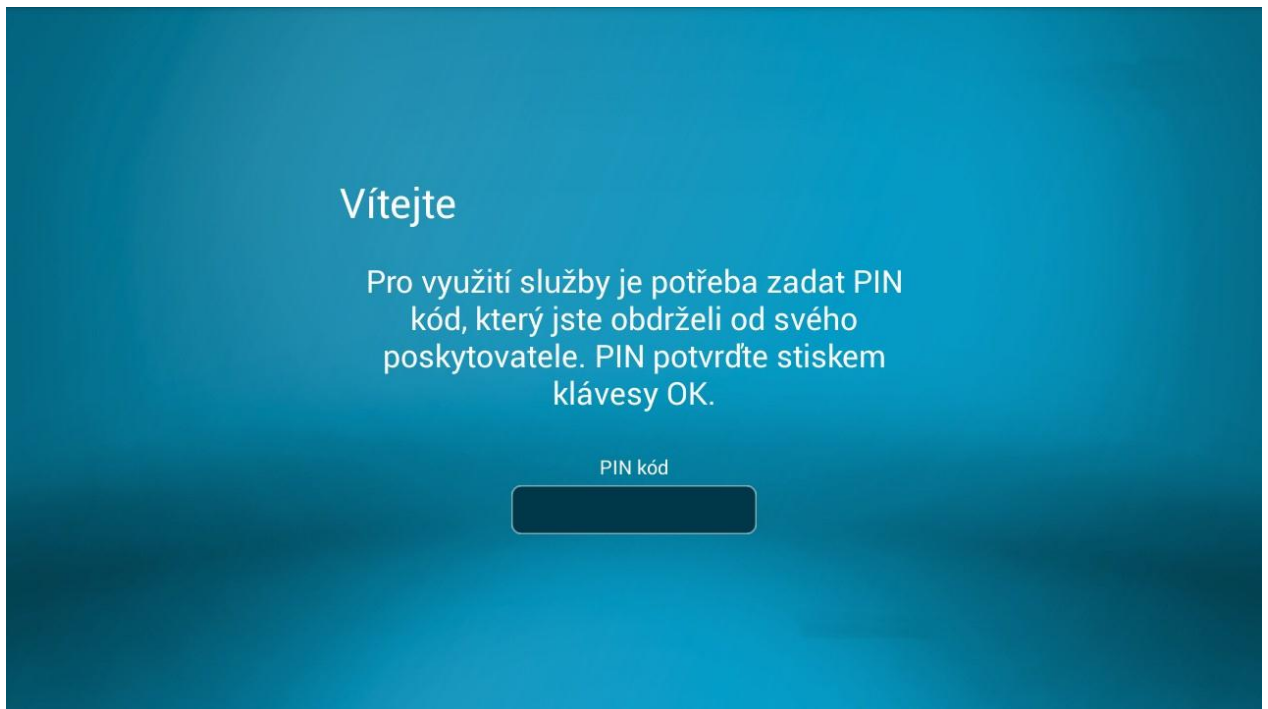 Vítejte
Pro využití služby je potřeba zadat PIN
kód, který jste obdrželi od svého
poskytovatele. PIN potvrďte stiskem
klávesy OK.
PIN kód